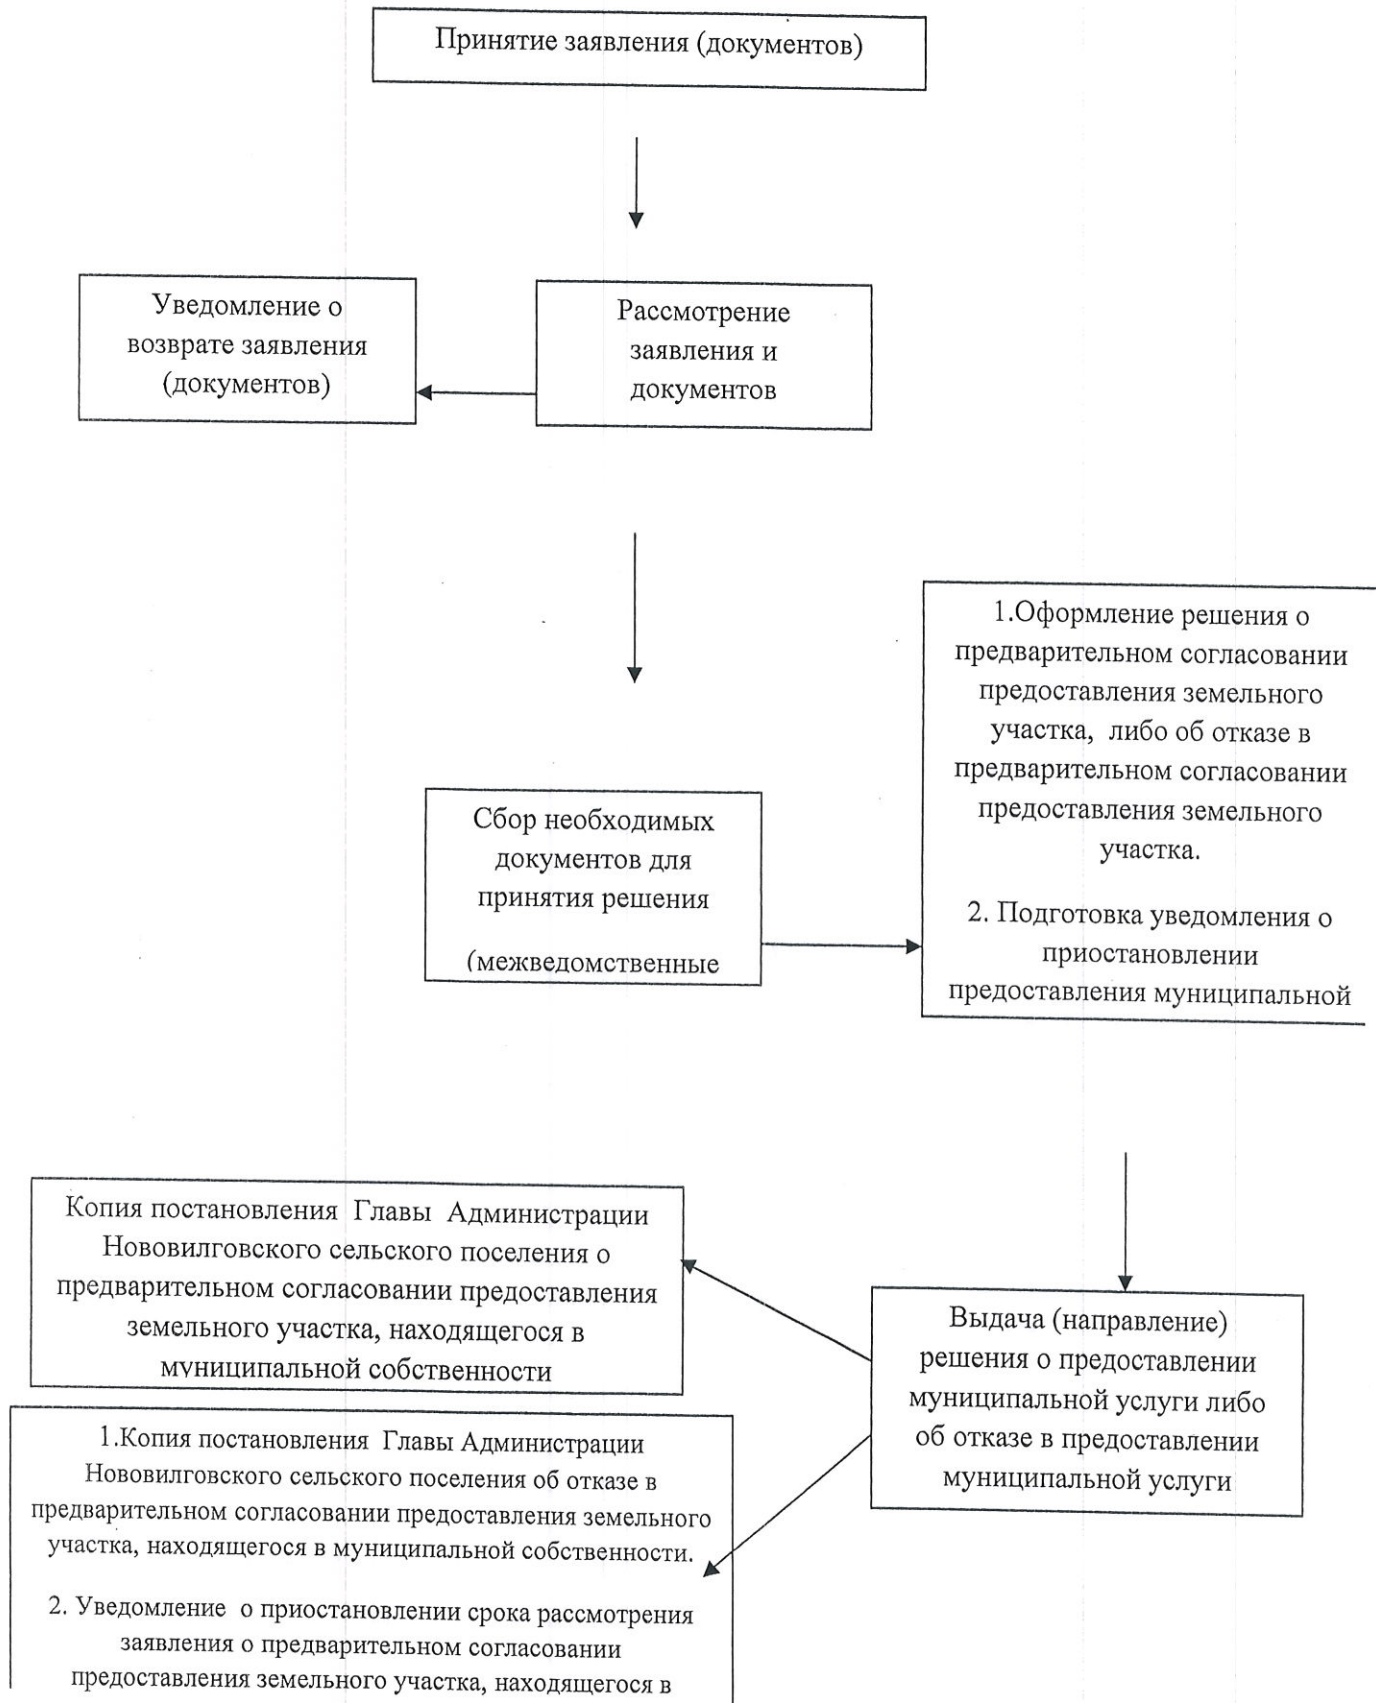 Принятие заявления (документов)
Уведомление о
возврате заявления
(документов)
Рассмотрение
заявления и
документов
1.Оформление решения о
предварительном согласовании
предоставления земельного
участка, либо об отказе в
предварительном согласовании
предоставления земельного
участка.
2. Подготовка уведомления о
приостановлении
предоставления муниципальной
Сбор необходимых
документов для
принятия решения
(межведомственные
Копия постановления Главы Администрации
Нововилговского сельского поселения о
предварительном согласовании предоставления
земельного участка, находящегося в
муниципальной собственности
Выдача (направление)
решения о предоставлении
муниципальной услуги либо
об отказе в предоставлении
муниципальной услуги
1.Копия постановления Главы Администрации
Нововилговского сельского поселения об отказе в
предварительном согласовании предоставления земельного
участка, находящегося в муниципальной собственности.
2. Уведомление о приостановлении срока рассмотрения
заявления о предварительном согласовании
предоставления земельного участка, находящегося в